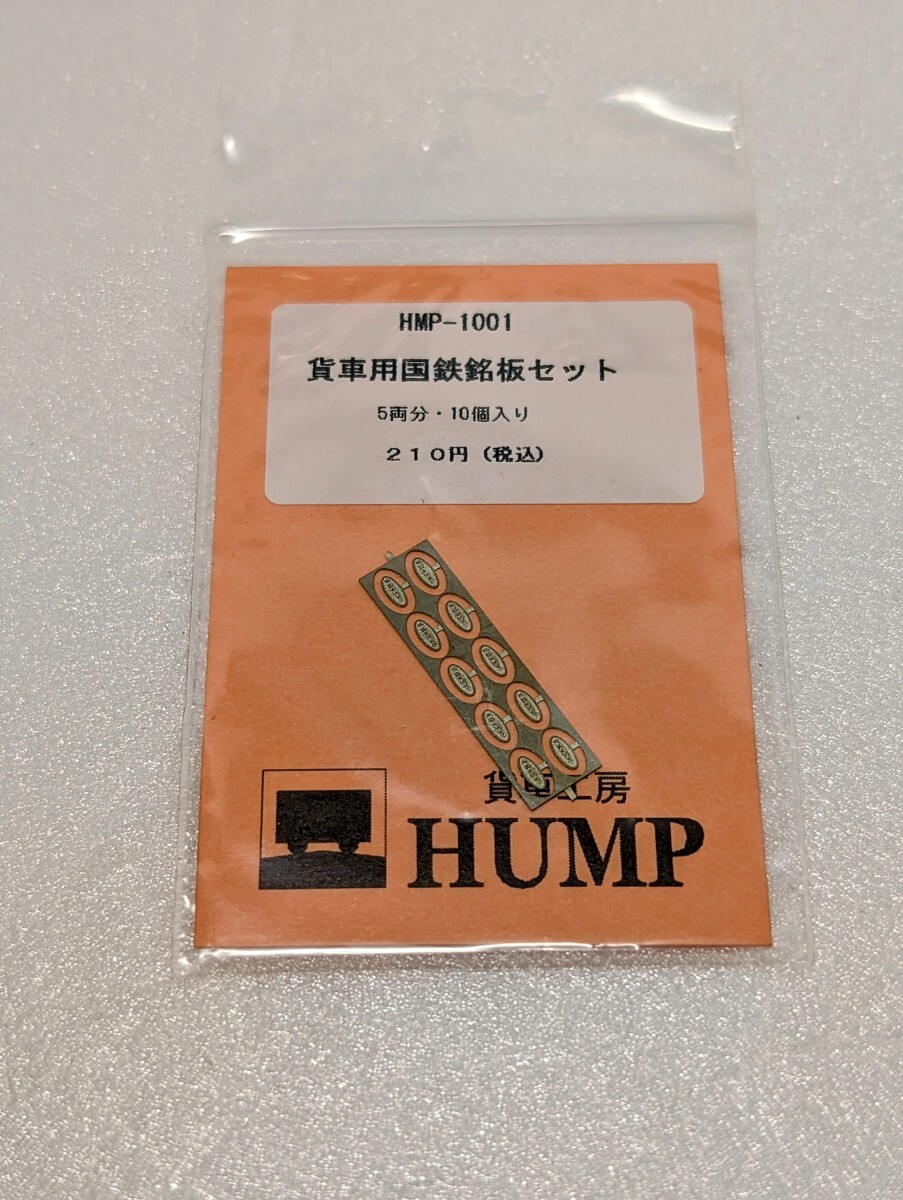 HMP-1001
貨車用国鉄銘板セット
5両分・10個入り
210円（税込）
貨車工房
HUMP